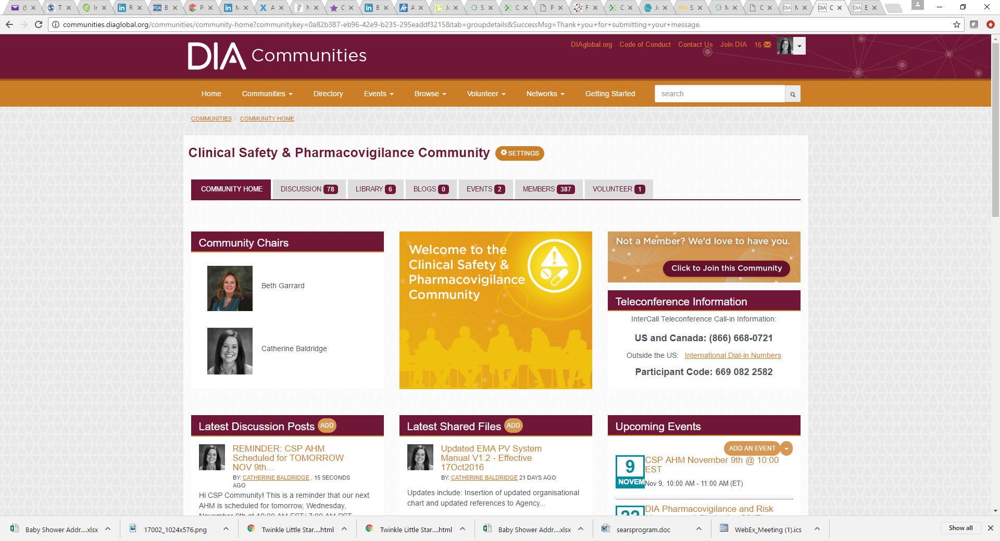 communities.diaglobal.org/communities/community-home?communitykey=0a82b387-eb96-42e9-b235-295eaddf3215&tab=groupdetails&SuccessMsg=Thank+you+for+submitting+your+message.
DIA Communities
DIAglobal.org Code of Conduct Contact Us Join DIA 16
Home Communities Directory Events Browse Volunteer Networks Getting Started search
COMMUNITIES / COMMUNITY HOME
Clinical Safety & Pharmacovigilance Community SETTINGS
COMMUNITY HOME DISCUSSION 78 LIBRARY 6 BLOGS 0 EVENTS 2 MEMBERS 387 VOLUNTEER 1
Community Chairs
Beth Garrard
Catherine Baldridge
Welcome to the
Clinical Safety &
Pharmacovigilance
Community
Not a Member? We'd love to have you.
Click to Join this Community
Teleconference Information
InterCall Teleconference Call-in Information:
US and Canada: (866) 668-0721
Outside the US: International Dial-in Numbers
Participant Code: 669 082 2582
Latest Discussion Posts ADD
REMINDER: CSP AHM
Scheduled for TOMORROW
NOV 9th...
BY: CATHERINE BALDRIDGE , 15 SECONDS
AGO
Hi CSP Community! This is a reminder that our next
AHM is scheduled for tomorrow, Wednesday,
November 9th at 10:00 AM EST/ 7:00 AM PST
Latest Shared Files ADD
Updated EMA PV System
Manual V1.2 - Effective
17Oct2016
BY: CATHERINE BALDRIDGE 21 DAYS AGO
Updates include: Insertion of updated organisational
chart and updated references to Agency...
Upcoming Events
ADD AN EVENT
9
NOVEM
CSP AHM November 9th @ 10:00
EST
Nov 9, 10:00 AM - 11:00 AM (ET)
DIA Pharmacovigilance and Risk
Baby Shower Addr....xlsx 17002_1024x576.png Twinkle Little Star....html Twinkle Little Star....html Baby Shower Addr....xlsx searsprogram.doc WebEx_Meeting (1).ics Show all